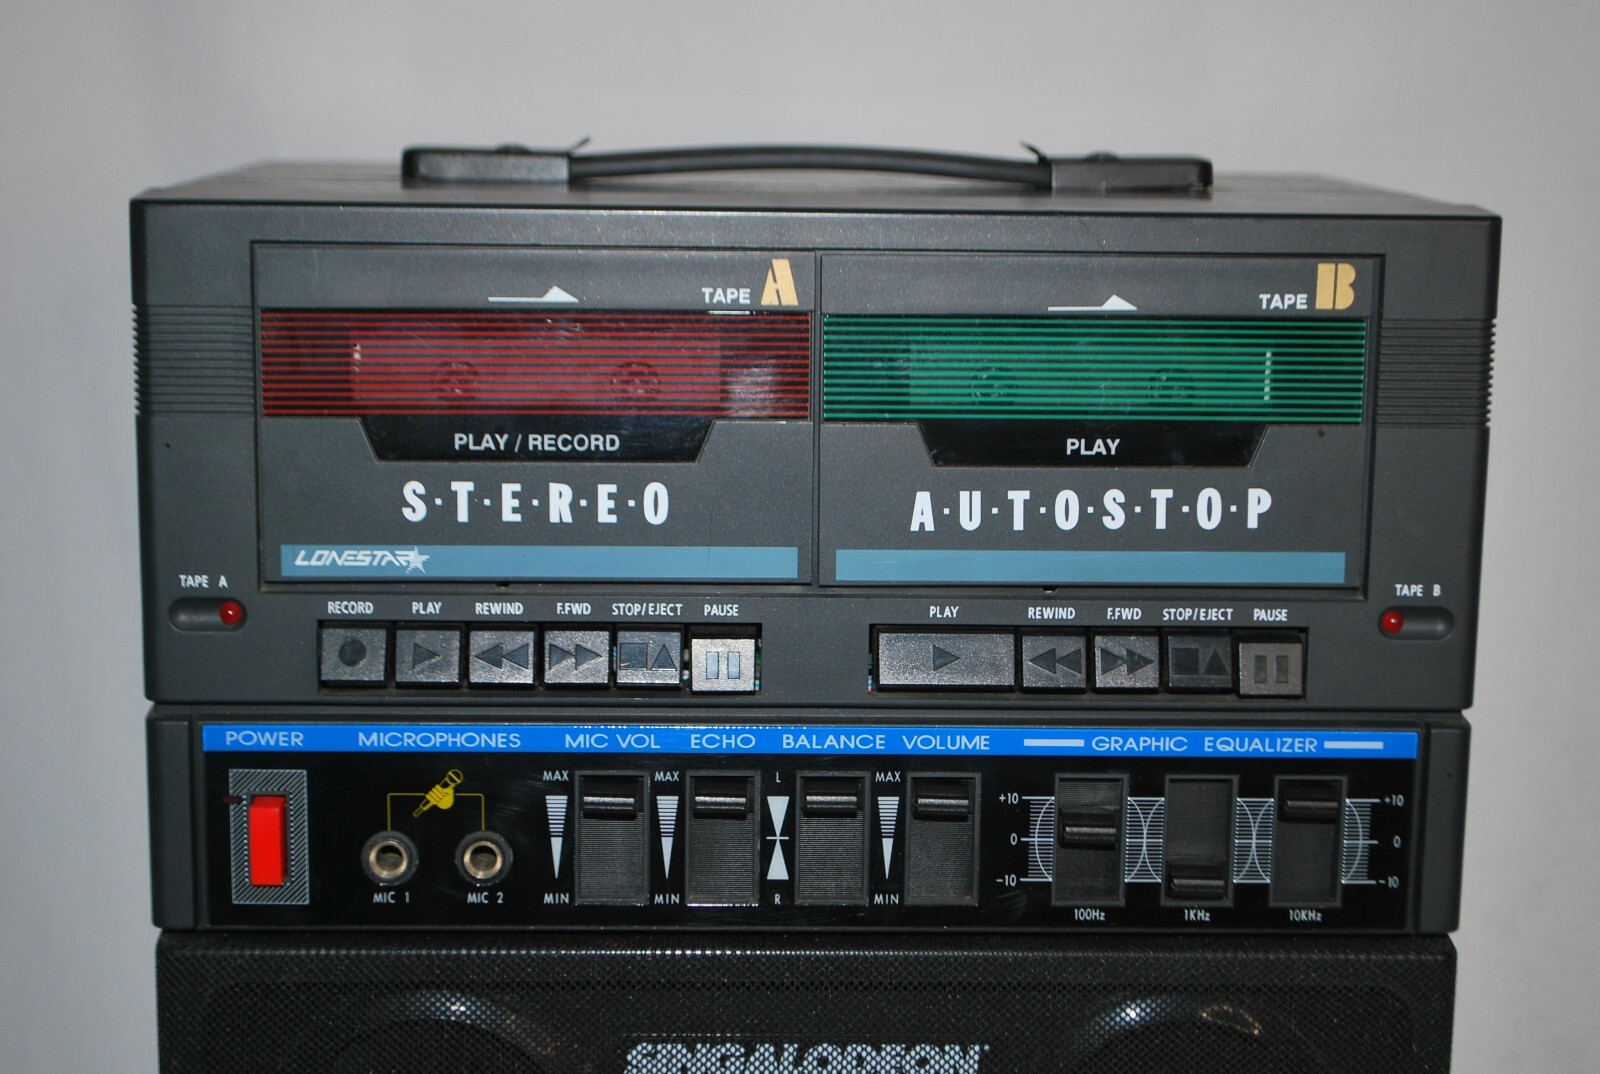 TAPE A
TAPE B
PLAY / RECORD
PLAY
S·T·E·R·E·O
A·U·T·O·S·T·O·P
LONESTAR
TAPE A
TAPE B
RECORD PLAY REWIND F.FWD STOP/EJECT PAUSE
PLAY REWIND F.FWD STOP/EJECT PAUSE
POWER MICROPHONES MIC VOL ECHO BALANCE VOLUME GRAPHIC EQUALIZER
MAX MAX L MAX
+10 +10
0 0
-10 -10
MIC 1 MIC 2 MIN MIN R MIN
100Hz 1KHz 10KHz
SINGALODEON